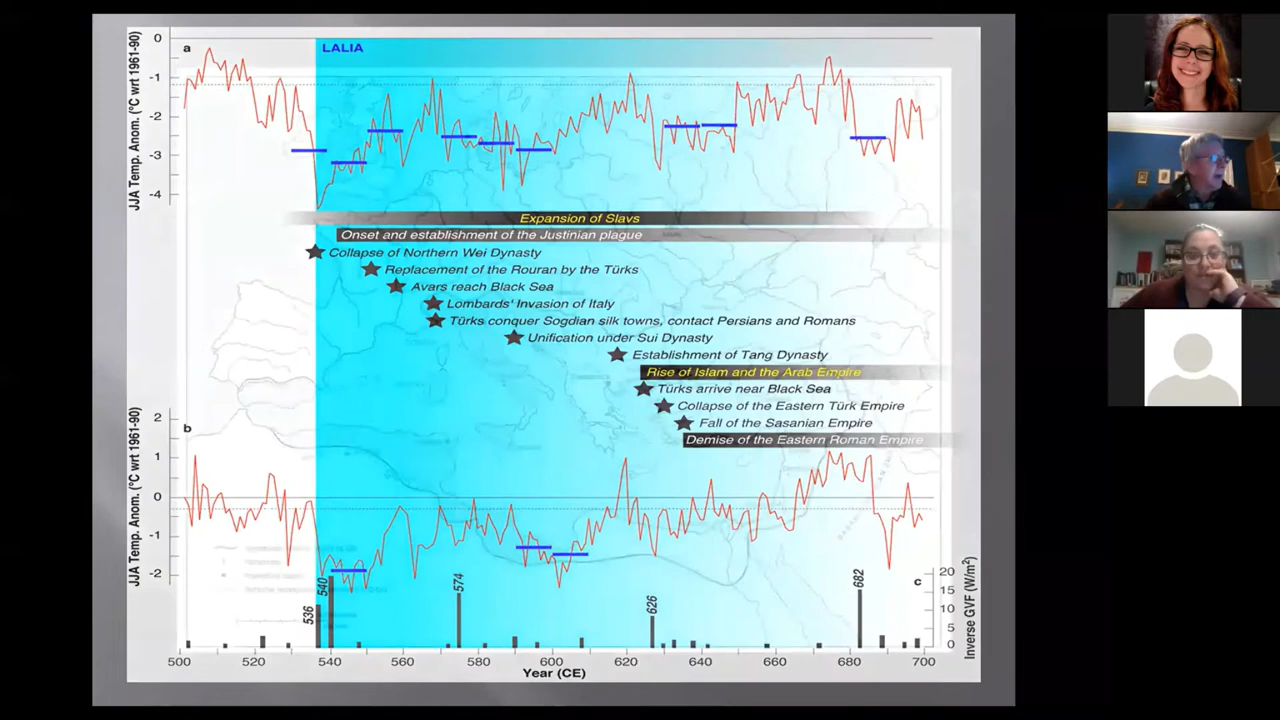 0
a
LALIA
-1
-2
-3
-4
JJA Temp. Anom. (°C wrt 1961-90)
Expansion of Slavs
Onset and establishment of the Justinian plague
Collapse of Northern Wei Dynasty
Replacement of the Rouran by the Türks
Avars reach Black Sea
Lombards' Invasion of Italy
Türks conquer Sogdian silk towns, contact Persians and Romans
Unification under Sui Dynasty
Establishment of Tang Dynasty
Rise of Islam and the Arab Empire
Türks arrive near Black Sea
Collapse of the Eastern Türk Empire
Fall of the Sasanian Empire
Demise of the Eastern Roman Empire
2
b
1
0
-1
-2
JJA Temp. Anom. (°C wrt 1961-90)
536
540
574
626
682
c
20
15
10
5
0
Inverse GVF (W/m²)
500 520 540 560 580 600 620 640 660 680 700
Year (CE)